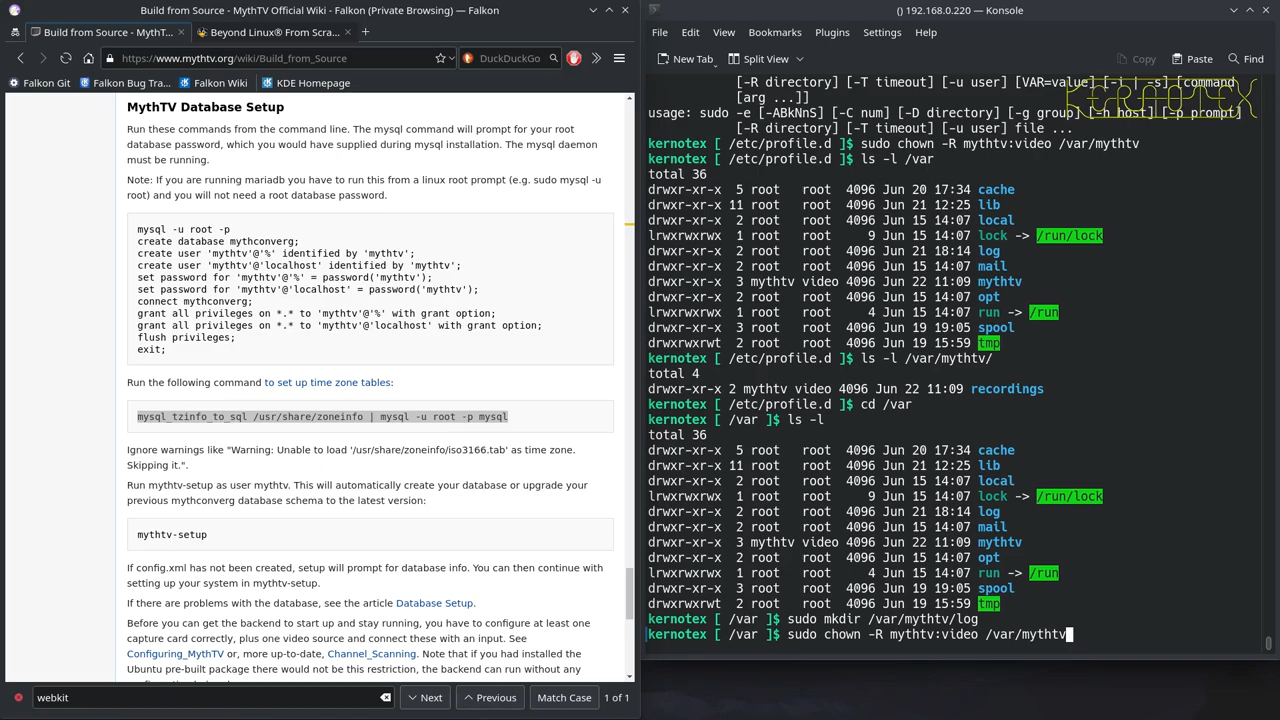 Build from Source - MythTV Official Wiki - Falkon (Private Browsing) — Falkon
Build from Source - MythT...
Beyond Linux® From Scra...
https://www.mythtv.org/wiki/Build_from_Source
DuckDuckGo
Falkon Git
Falkon Bug Tra...
Falkon Wiki
KDE Homepage
MythTV Database Setup
Run these commands from the command line. The mysql command will prompt for your root
database password, which you would have supplied during mysql installation. The mysql daemon
must be running.
Note: If you are running mariadb you have to run this from a linux root prompt (e.g. sudo mysql -u
root) and you will not need a root database password.
mysql -u root -p
create database mythconverg;
create user 'mythtv'@'%' identified by 'mythtv';
create user 'mythtv'@'localhost' identified by 'mythtv';
set password for 'mythtv'@'%' = password('mythtv');
set password for 'mythtv'@'localhost' = password('mythtv');
connect mythconverg;
grant all privileges on *.* to 'mythtv'@'%' with grant option;
grant all privileges on *.* to 'mythtv'@'localhost' with grant option;
flush privileges;
exit;
Run the following command to set up time zone tables:
mysql_tzinfo_to_sql /usr/share/zoneinfo | mysql -u root -p mysql
Ignore warnings like "Warning: Unable to load '/usr/share/zoneinfo/iso3166.tab' as time zone.
Skipping it.".
Run mythtv-setup as user mythtv. This will automatically create your database or upgrade your
previous mythconverg database schema to the latest version:
mythtv-setup
If config.xml has not been created, setup will prompt for database info. You can then continue with
setting up your system in mythtv-setup.
If there are problems with the database, see the article Database Setup.
Before you can get the backend to start up and stay running, you have to configure at least one
capture card correctly, plus one video source and connect these with an input. See
Configuring_MythTV or, more up-to-date, Channel_Scanning. Note that if you had installed the
Ubuntu pre-built package there would not be this restriction, the backend can run without any
webkit
Next
Previous
Match Case
1 of 1
() 192.168.0.220 — Konsole
File Edit View Bookmarks Plugins Settings Help
New Tab
Split View
Copy
Paste
Find
KERNOTEX
[-R directory] [-T timeout] [-u user] [VAR=value] [-i | -s] [command
[arg ...]]
usage: sudo -e [-ABkNnS] [-C num] [-D directory] [-g group] [-h host] [-p prompt]
[-R directory] [-T timeout] [-u user] file ...
kernotex [ /etc/profile.d ]$ sudo chown -R mythtv:video /var/mythtv
kernotex [ /etc/profile.d ]$ ls -l /var
total 36
drwxr-xr-x 5 root root 4096 Jun 20 17:34 cache
drwxr-xr-x 11 root root 4096 Jun 21 12:25 lib
drwxr-xr-x 2 root root 4096 Jun 15 14:07 local
lrwxrwxrwx 1 root root 9 Jun 15 14:07 lock -> /run/lock
drwxr-xr-x 2 root root 4096 Jun 21 18:14 log
drwxr-xr-x 2 root root 4096 Jun 15 14:07 mail
drwxr-xr-x 3 mythtv video 4096 Jun 22 11:09 mythtv
drwxr-xr-x 2 root root 4096 Jun 15 14:07 opt
lrwxrwxrwx 1 root root 4 Jun 15 14:07 run -> /run
drwxr-xr-x 3 root root 4096 Jun 19 19:05 spool
drwxrwxrwt 2 root root 4096 Jun 19 15:59 tmp
kernotex [ /etc/profile.d ]$ ls -l /var/mythtv/
total 4
drwxr-xr-x 2 mythtv video 4096 Jun 22 11:09 recordings
kernotex [ /etc/profile.d ]$ cd /var
kernotex [ /var ]$ ls -l
total 36
drwxr-xr-x 5 root root 4096 Jun 20 17:34 cache
drwxr-xr-x 11 root root 4096 Jun 21 12:25 lib
drwxr-xr-x 2 root root 4096 Jun 15 14:07 local
lrwxrwxrwx 1 root root 9 Jun 15 14:07 lock -> /run/lock
drwxr-xr-x 2 root root 4096 Jun 21 18:14 log
drwxr-xr-x 2 root root 4096 Jun 15 14:07 mail
drwxr-xr-x 3 mythtv video 4096 Jun 22 11:09 mythtv
drwxr-xr-x 2 root root 4096 Jun 15 14:07 opt
lrwxrwxrwx 1 root root 4 Jun 15 14:07 run -> /run
drwxr-xr-x 3 root root 4096 Jun 19 19:05 spool
drwxrwxrwt 2 root root 4096 Jun 19 15:59 tmp
kernotex [ /var ]$ sudo mkdir /var/mythtv/log
kernotex [ /var ]$ sudo chown -R mythtv:video /var/mythtv